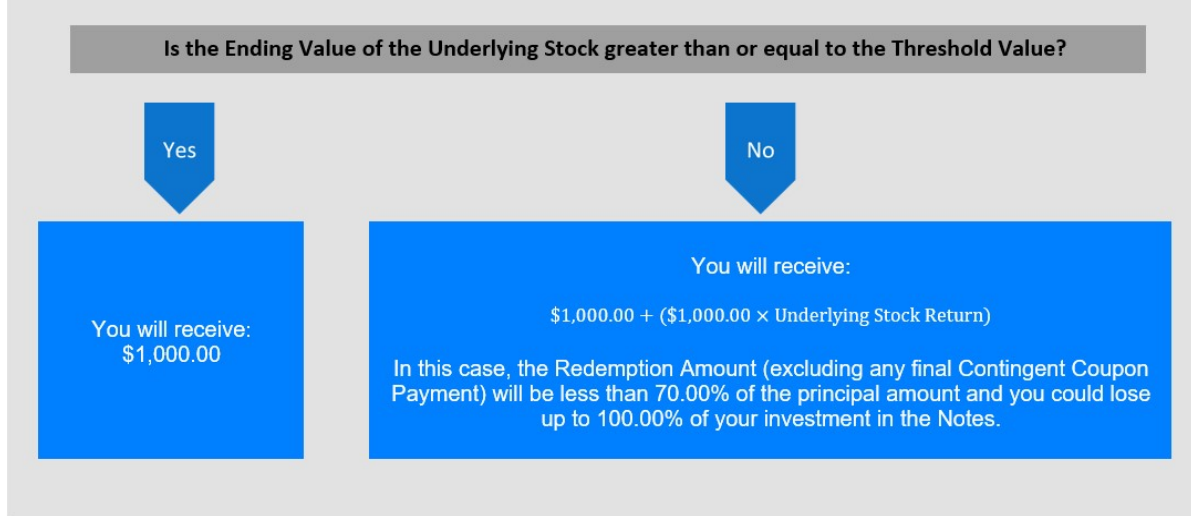 Is the Ending Value of the Underlying Stock greater than or equal to the Threshold Value?
Yes
No
You will receive:
$1,000.00
You will receive:
$1,000.00 + ($1,000.00 × Underlying Stock Return)
In this case, the Redemption Amount (excluding any final Contingent Coupon
Payment) will be less than 70.00% of the principal amount and you could lose
up to 100.00% of your investment in the Notes.